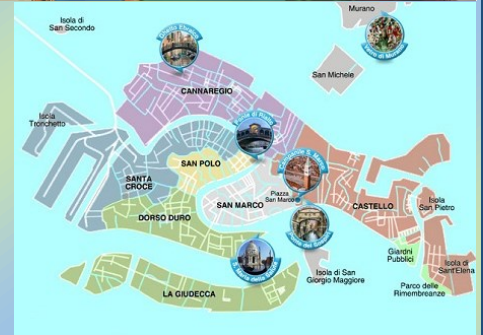 Murano
Isola di
San Secondo
San Michele
CANNAREGIO
Isola
Tronchetto
SAN POLO
SANTA
CROCE
Piazza
San Marco
SAN MARCO
CASTELLO
Isola
San Pietro
DORSO DURO
Giardni
Pubblici
Isola di
Sant'Elena
Isola di San
Giorgio Maggiore
Parco delle
Rimembreanze
LA GIUDECCA